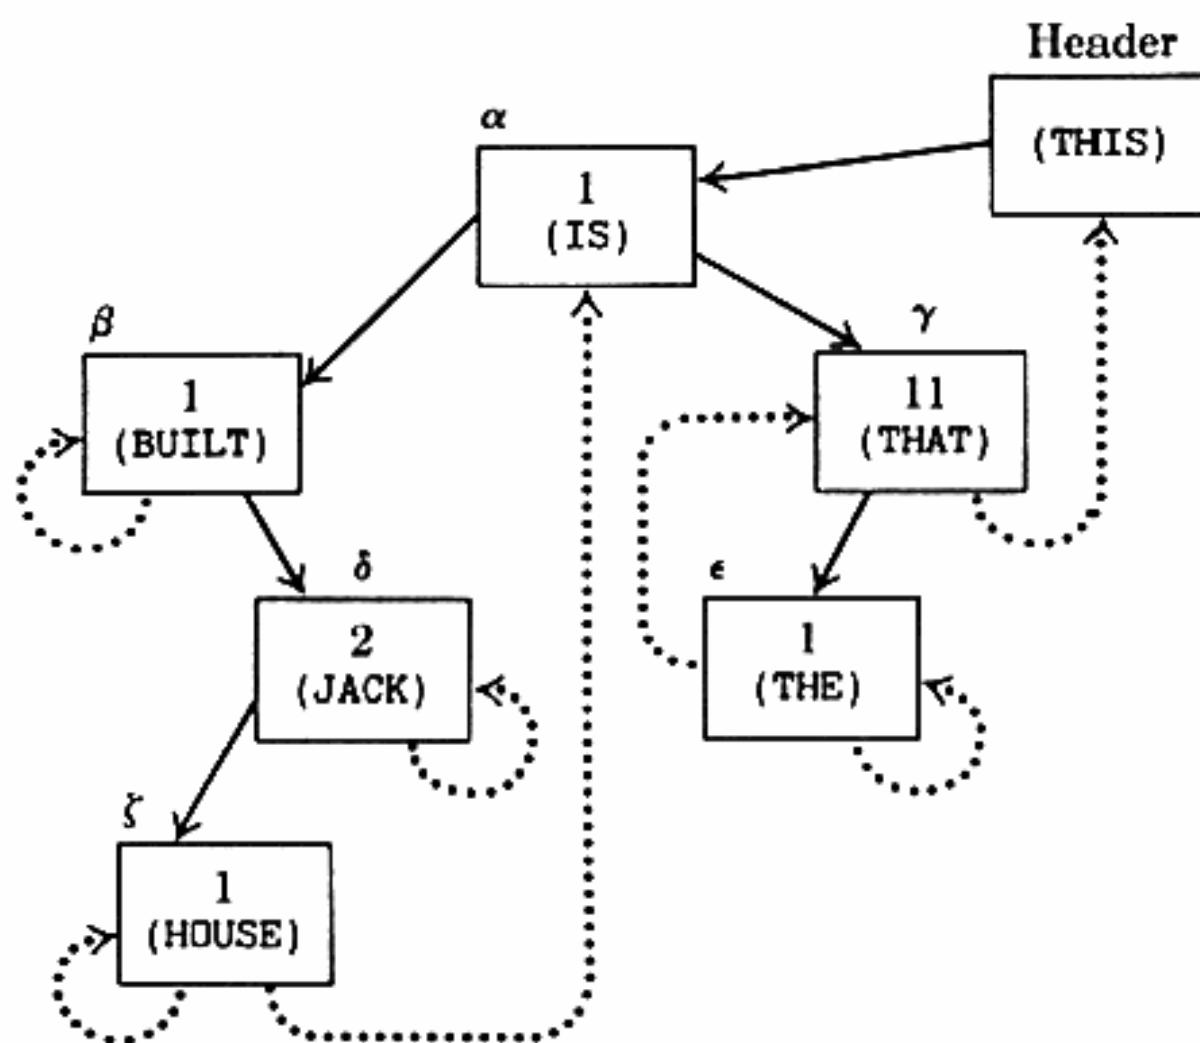 Header
(THIS)
α
1
(IS)
β
1
(BUILT)
γ
11
(THAT)
δ
2
(JACK)
ϵ
1
(THE)
ζ
1
(HOUSE)